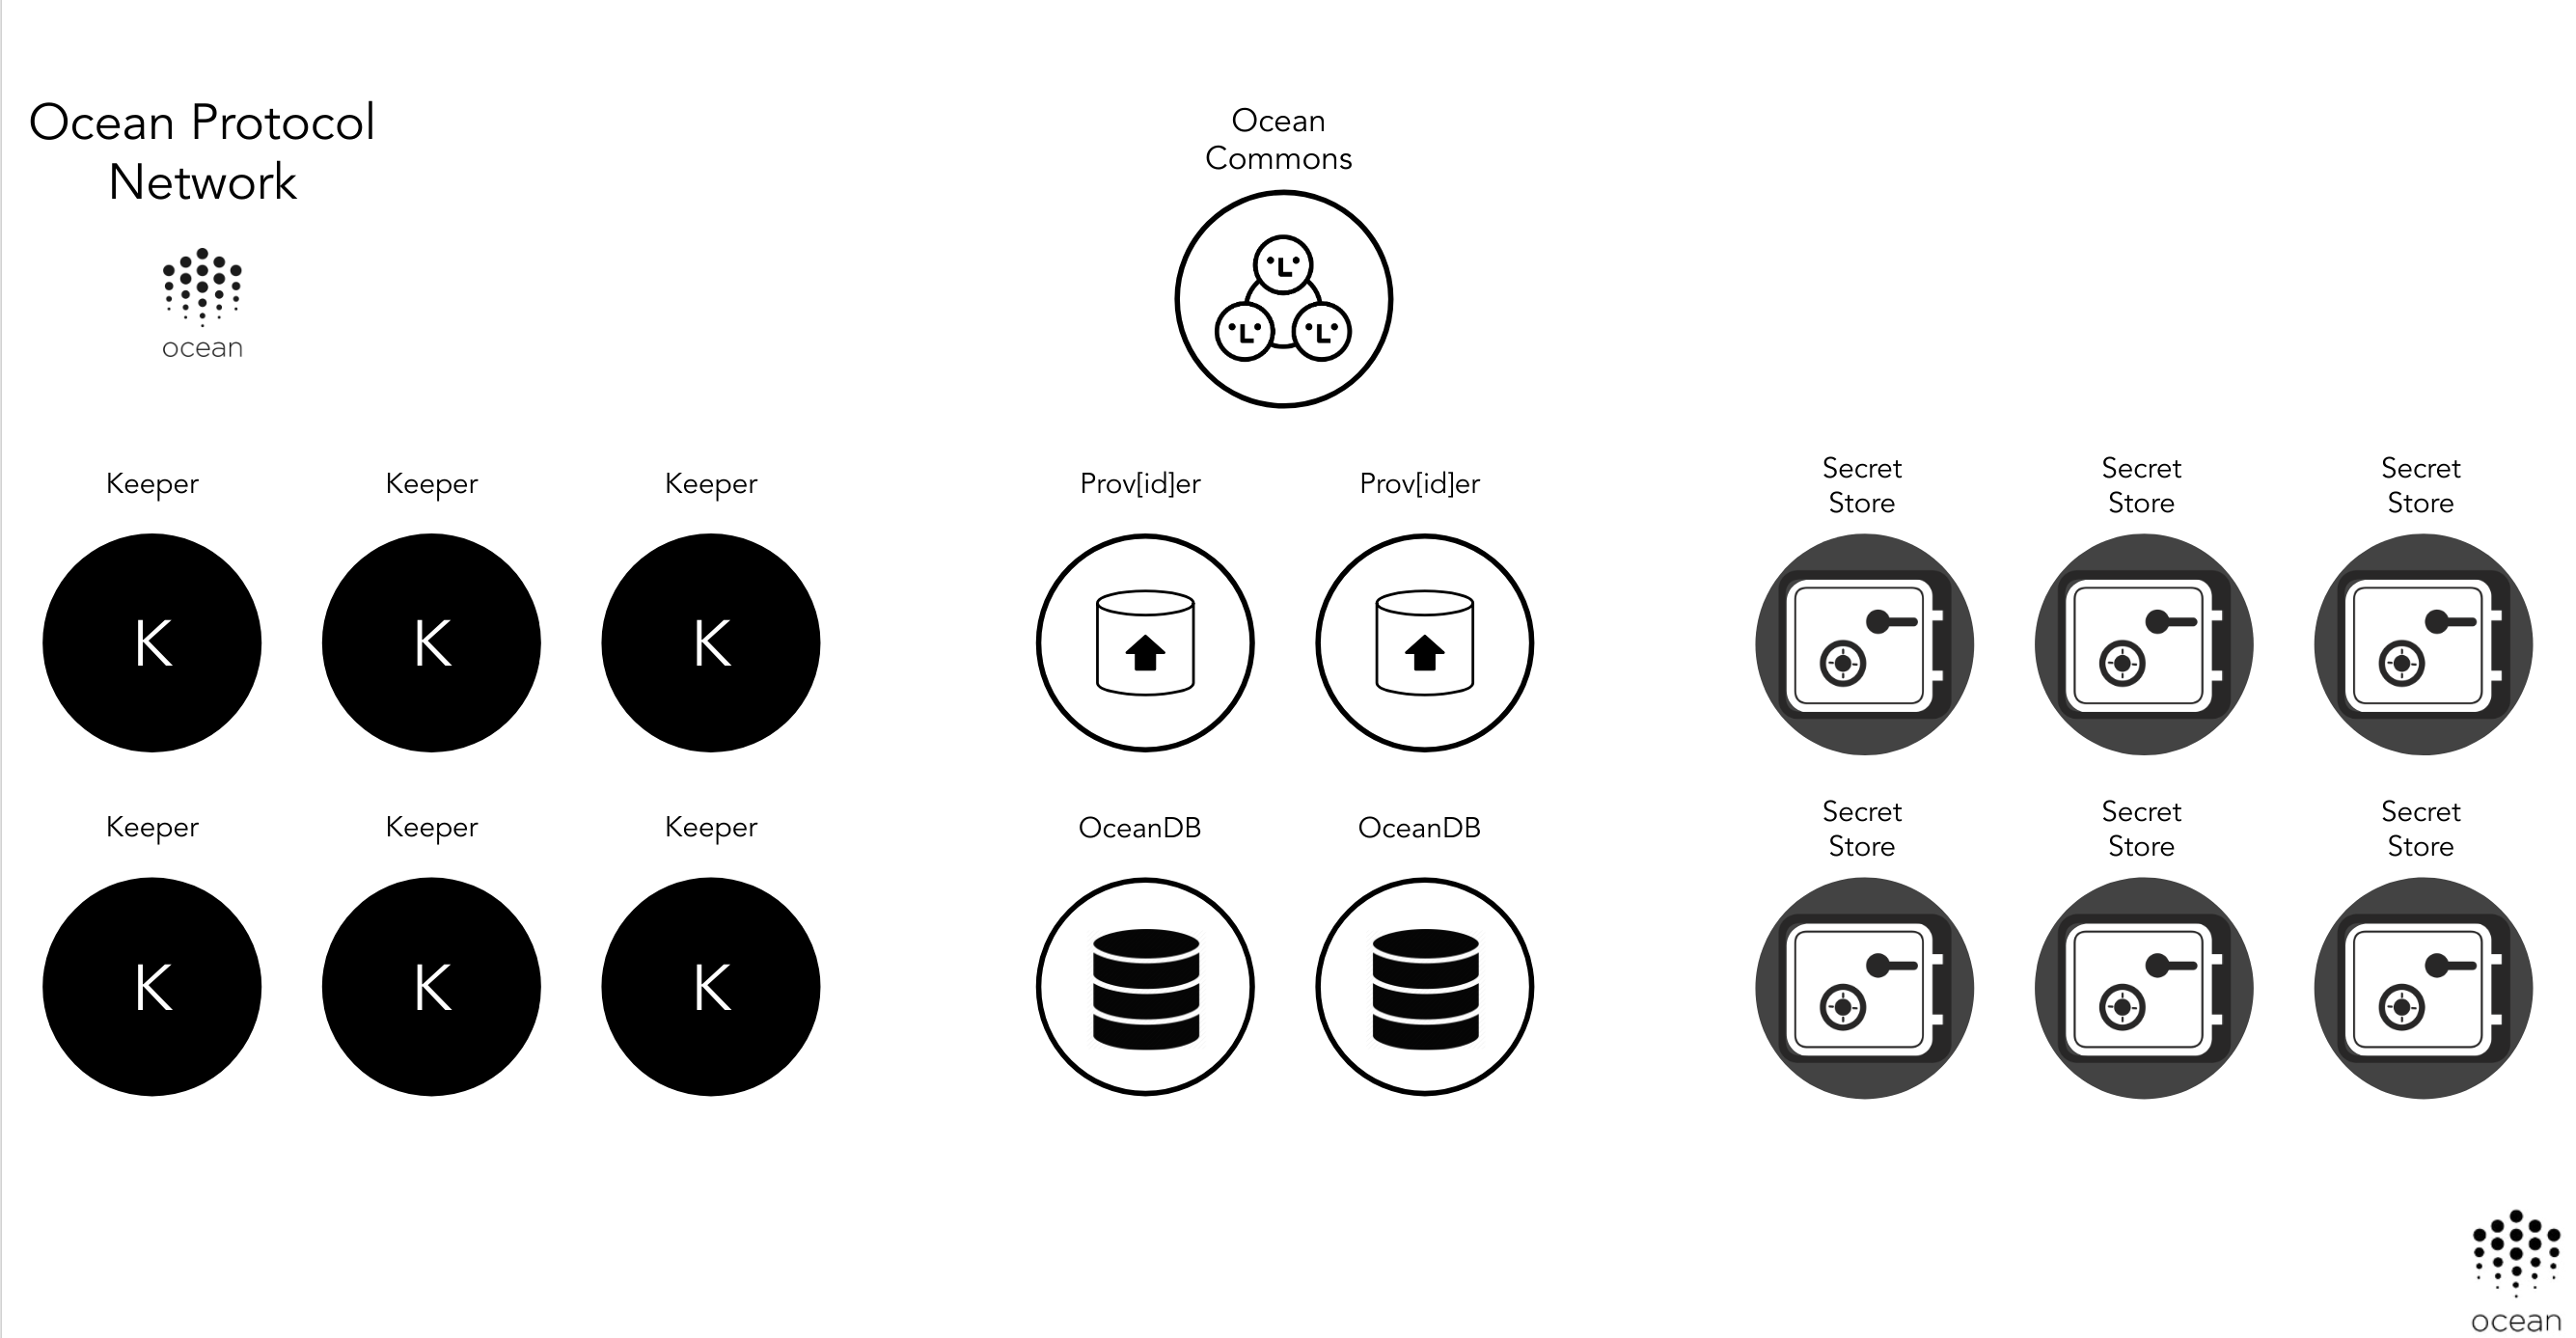 Ocean Protocol
Network
ocean
Ocean
Commons
Keeper
Keeper
Keeper
Prov[id]er
Prov[id]er
Secret
Store
Secret
Store
Secret
Store
K
K
K
L
L
L
Keeper
Keeper
Keeper
OceanDB
OceanDB
Secret
Store
Secret
Store
Secret
Store
K
K
K
ocean